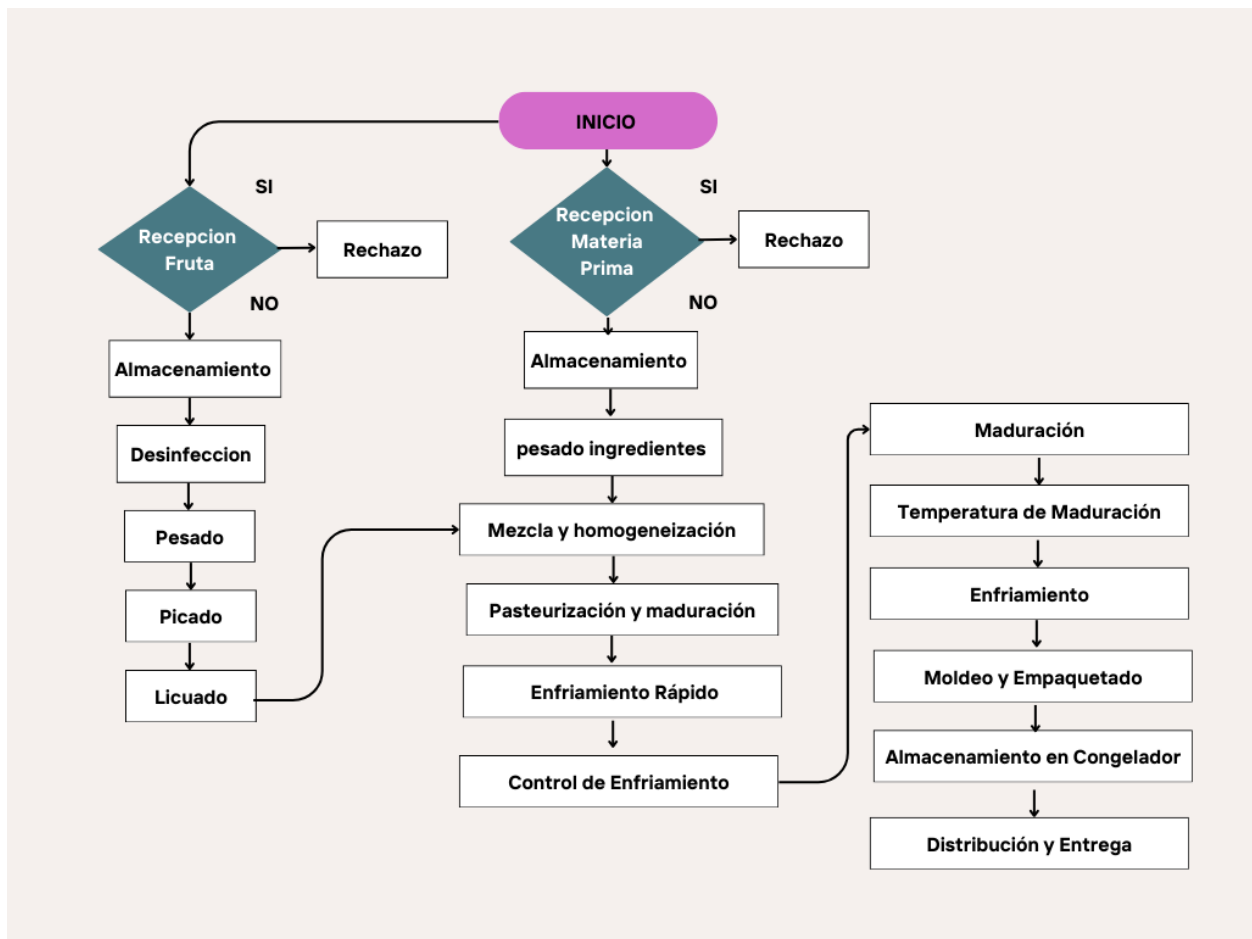 INICIO
SI
Recepcion
Fruta
Rechazo
NO
Almacenamiento
Desinfeccion
Pesado
Picado
Licuado
SI
Recepcion
Materia
Prima
Rechazo
NO
Almacenamiento
pesado ingredientes
Mezcla y homogeneización
Pasteurización y maduración
Enfriamiento Rápido
Control de Enfriamiento
Maduración
Temperatura de Maduración
Enfriamiento
Moldeo y Empaquetado
Almacenamiento en Congelador
Distribución y Entrega